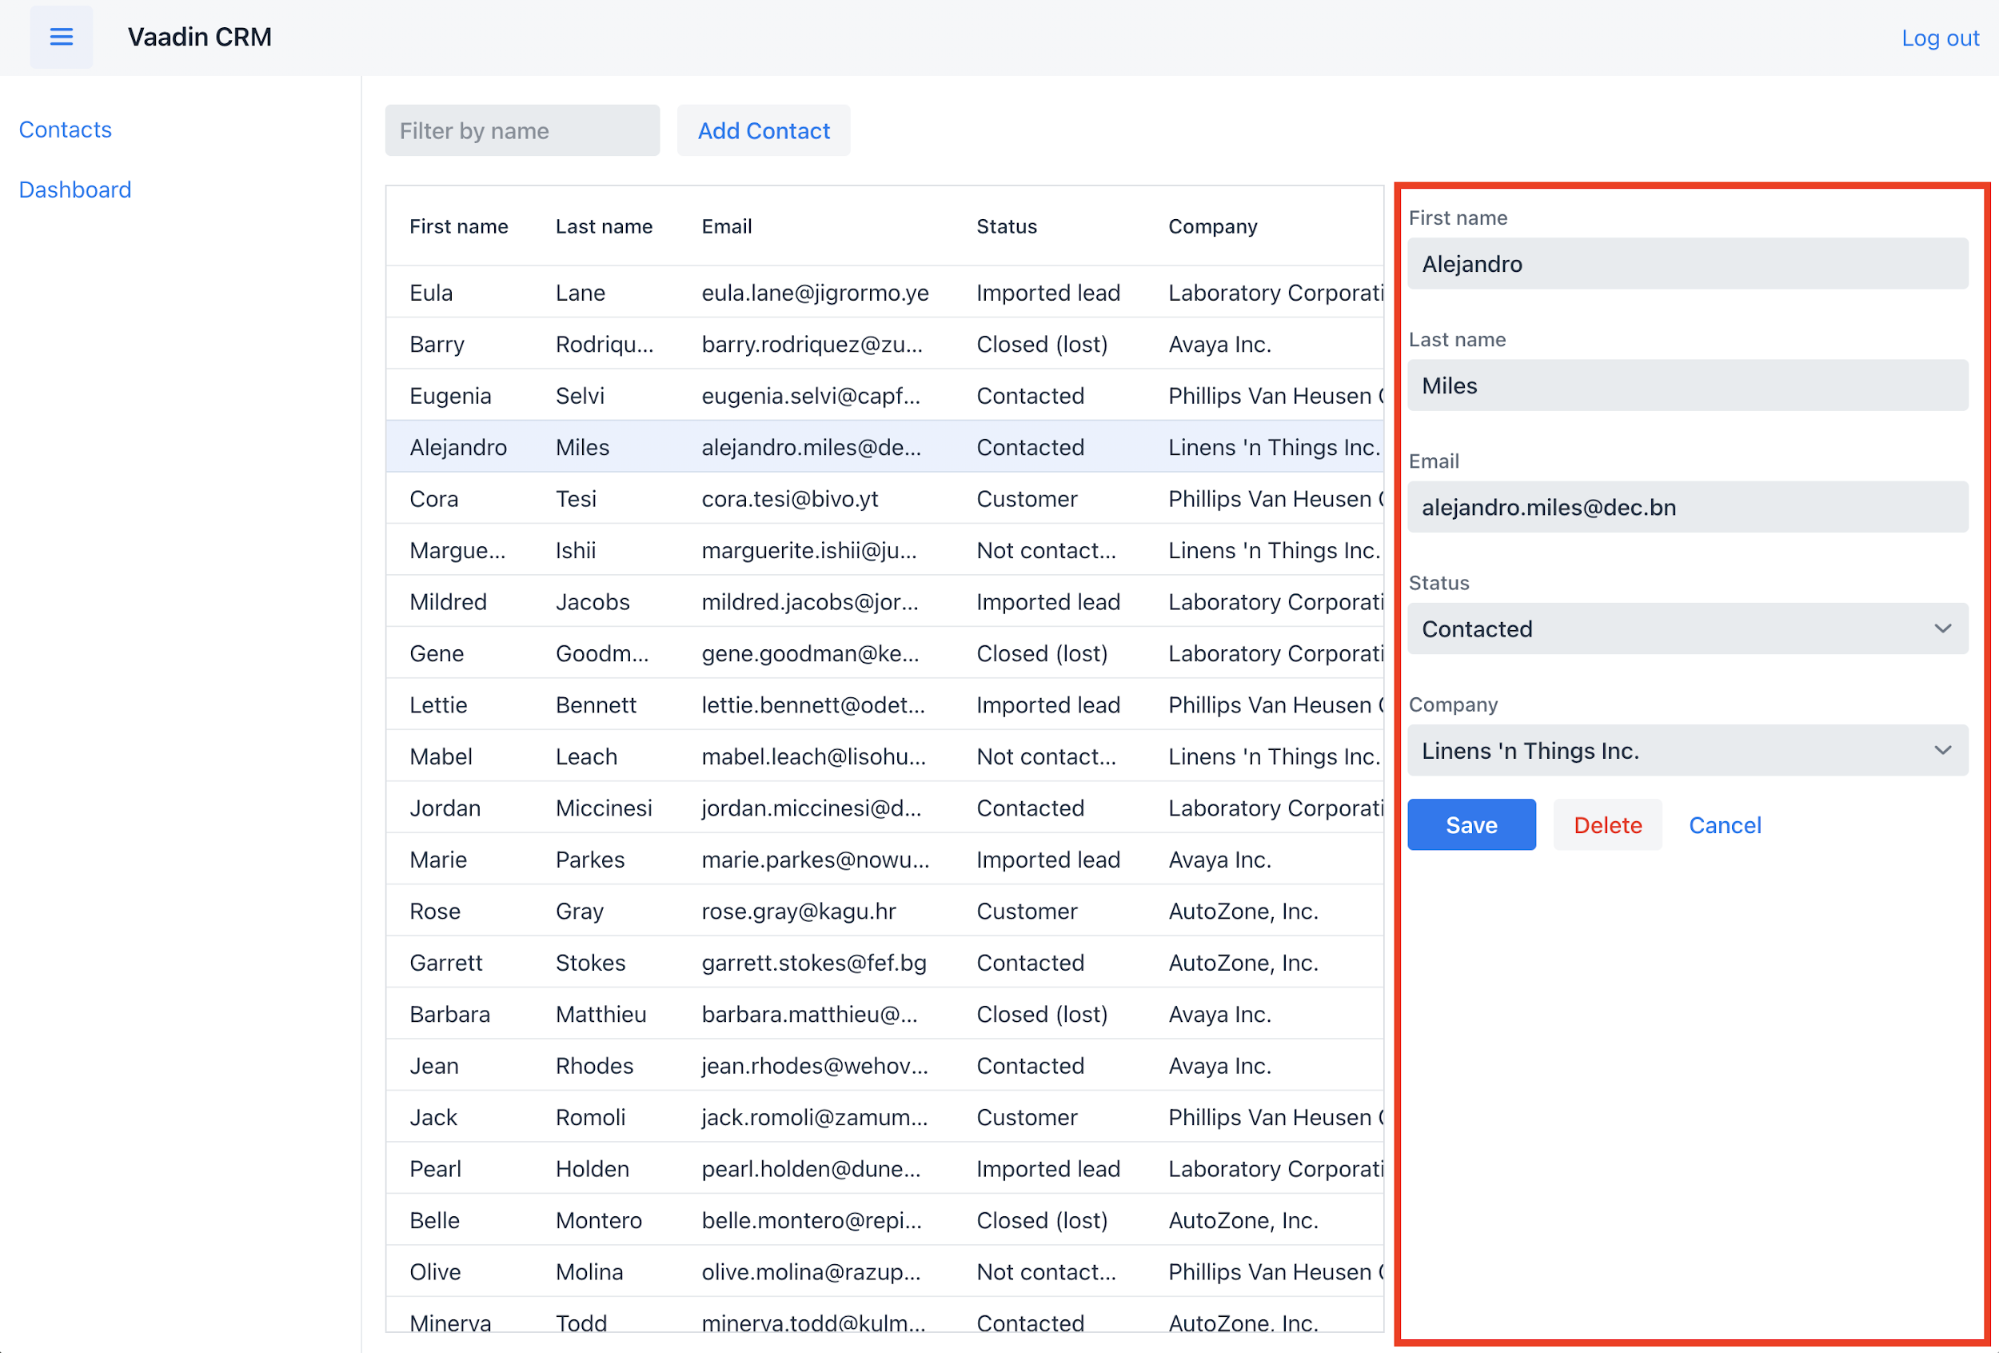 Vaadin CRM
Log out
Contacts
Dashboard
Filter by name
Add Contact
First name Last name Email Status Company
Eula Lane eula.lane@jigrormo.ye Imported lead Laboratory Corporati
Barry Rodriqu... barry.rodriquez@zu... Closed (lost) Avaya Inc.
Eugenia Selvi eugenia.selvi@capf... Contacted Phillips Van Heusen
Alejandro Miles alejandro.miles@de... Contacted Linens 'n Things Inc.
Cora Tesi cora.tesi@bivo.yt Customer Phillips Van Heusen
Margue... Ishii marguerite.ishii@ju... Not contact... Linens 'n Things Inc.
Mildred Jacobs mildred.jacobs@jor... Imported lead Laboratory Corporati
Gene Goodm... gene.goodman@ke... Closed (lost) Laboratory Corporati
Lettie Bennett lettie.bennett@odet... Imported lead Phillips Van Heusen
Mabel Leach mabel.leach@lisohu... Not contact... Linens 'n Things Inc.
Jordan Miccinesi jordan.miccinesi@d... Contacted Laboratory Corporati
Marie Parkes marie.parkes@nowu... Imported lead Avaya Inc.
Rose Gray rose.gray@kagu.hr Customer AutoZone, Inc.
Garrett Stokes garrett.stokes@fef.bg Contacted AutoZone, Inc.
Barbara Matthieu barbara.matthieu@... Closed (lost) Avaya Inc.
Jean Rhodes jean.rhodes@wehov... Contacted Avaya Inc.
Jack Romoli jack.romoli@zamum... Customer Phillips Van Heusen
Pearl Holden pearl.holden@dune... Imported lead Laboratory Corporati
Belle Montero belle.montero@repi... Closed (lost) AutoZone, Inc.
Olive Molina olive.molina@razup... Not contact... Phillips Van Heusen
Minerva Todd minerva.todd@kulm... Contacted AutoZone, Inc.
First name
Alejandro
Last name
Miles
Email
alejandro.miles@dec.bn
Status
Contacted
Company
Linens 'n Things Inc.
Save
Delete
Cancel